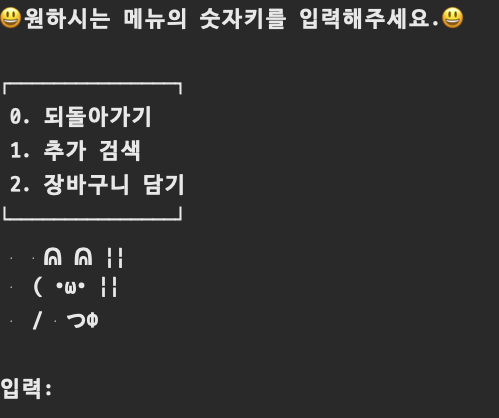 😃원하시는 메뉴의 숫자키를 입력해주세요.😃
┌───────────────┐
0. 되돌아가기
1. 추가 검색
2. 장바구니 담기
└───────────────┘
· ·ᕱ ᕱ ||
· ( ･ω･ ||
· / ·つΦ
입력: